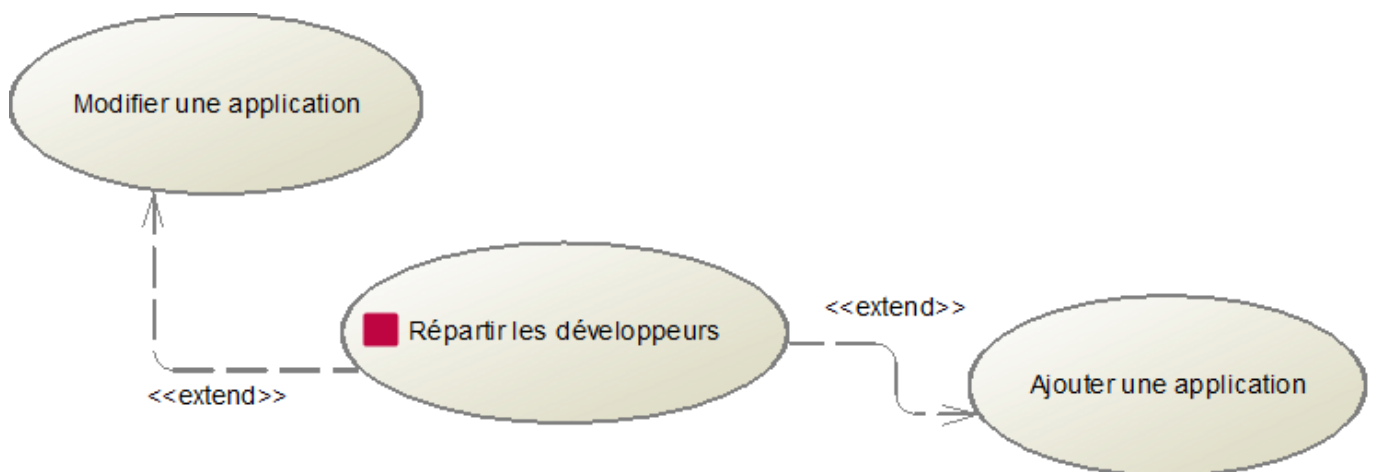 Modifier une application
Répartir les développeurs
<<extend>>
<<extend>>
Ajouter une application